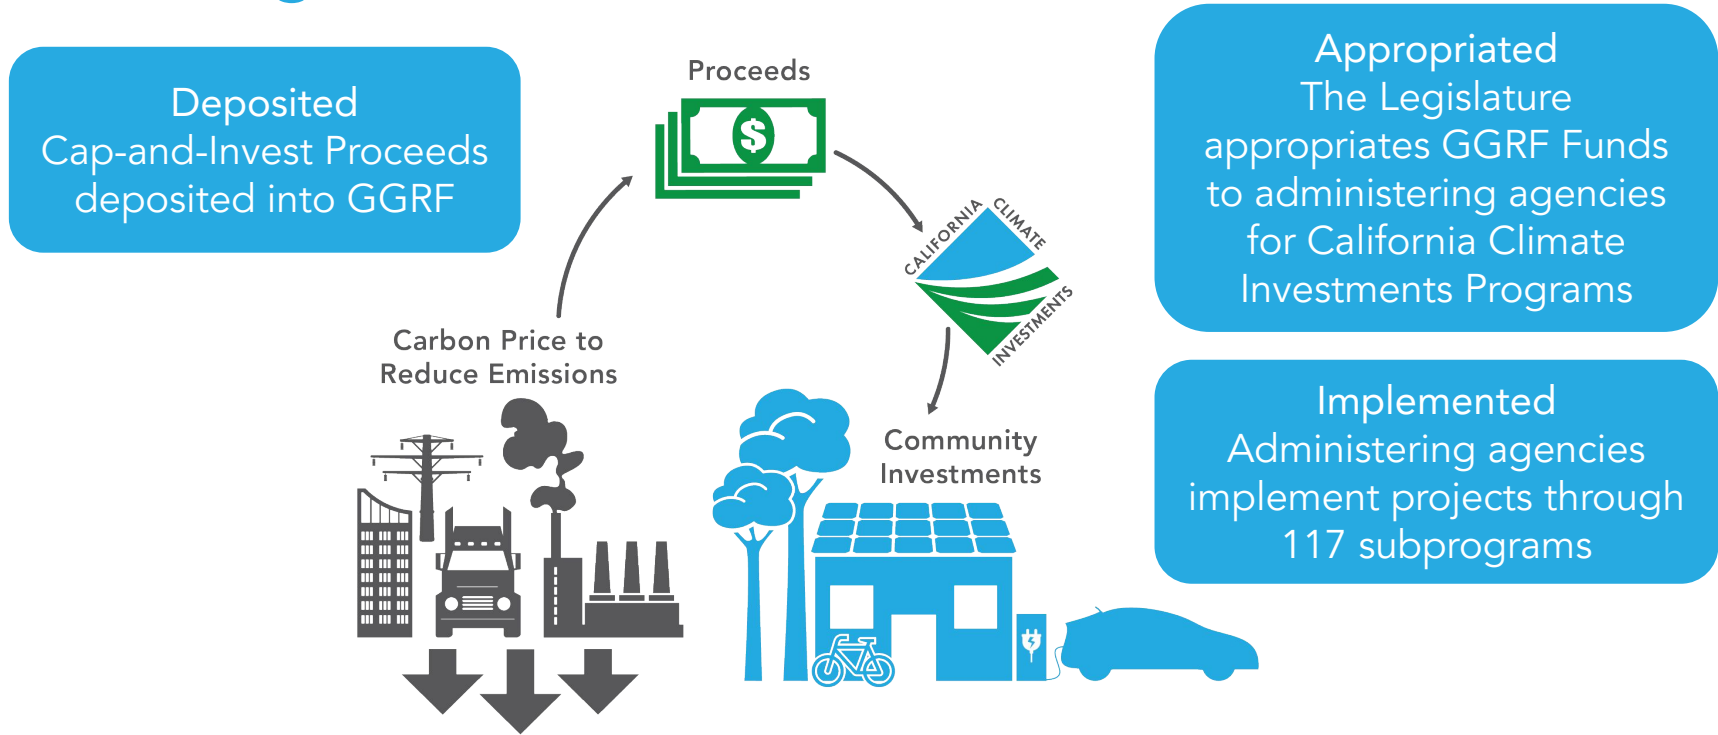 Deposited
Cap-and-Invest Proceeds
deposited into GGRF
Proceeds
$
CALIFORNIA
CLIMATE
INVESTMENTS
Carbon Price to
Reduce Emissions
Community
Investments
Appropriated
The Legislature
appropriates GGRF Funds
to administering agencies
for California Climate
Investments Programs
Implemented
Administering agencies
implement projects through
117 subprograms